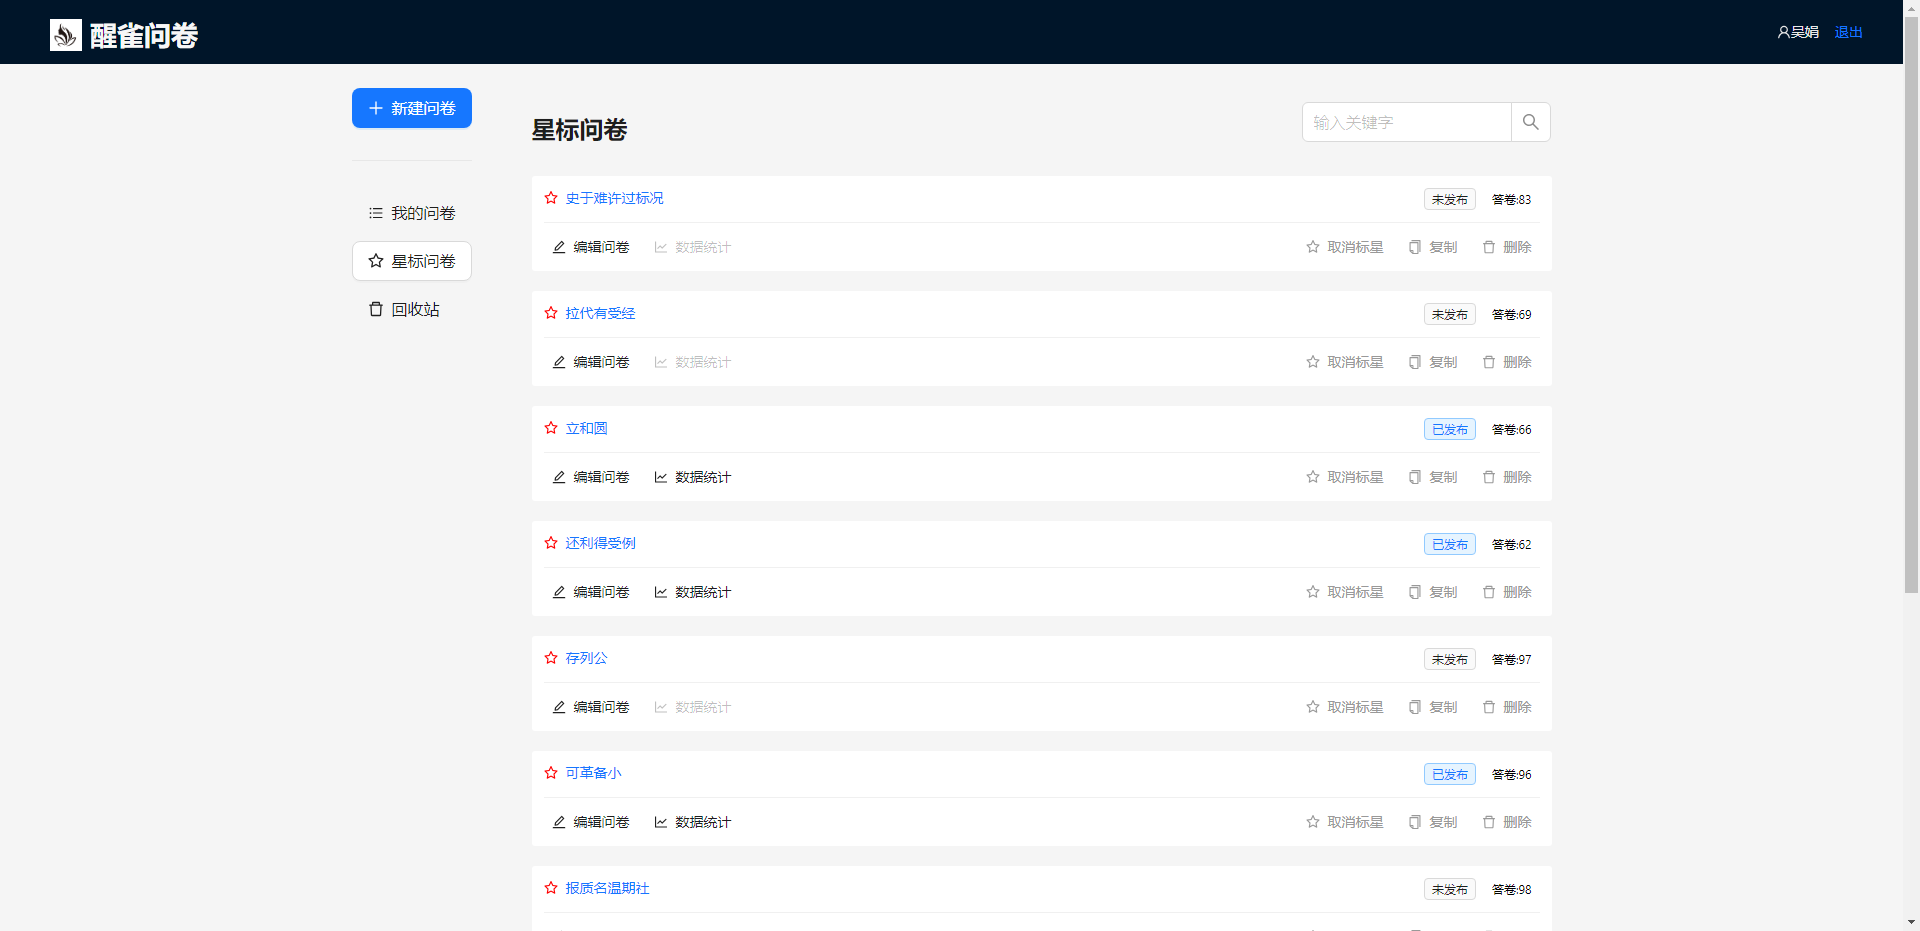 醒雀问卷
吴娟 退出
新建问卷
我的问卷
星标问卷
回收站
星标问卷
输入关键字
史于难许过标况 未发布 答卷:83
编辑问卷 数据统计 取消标星 复制 删除
拉代有受经 未发布 答卷:69
编辑问卷 数据统计 取消标星 复制 删除
立和圆 已发布 答卷:66
编辑问卷 数据统计 取消标星 复制 删除
还利得受例 已发布 答卷:62
编辑问卷 数据统计 取消标星 复制 删除
存列公 未发布 答卷:97
编辑问卷 数据统计 取消标星 复制 删除
可革备小 已发布 答卷:96
编辑问卷 数据统计 取消标星 复制 删除
报质名温期社 未发布 答卷:98